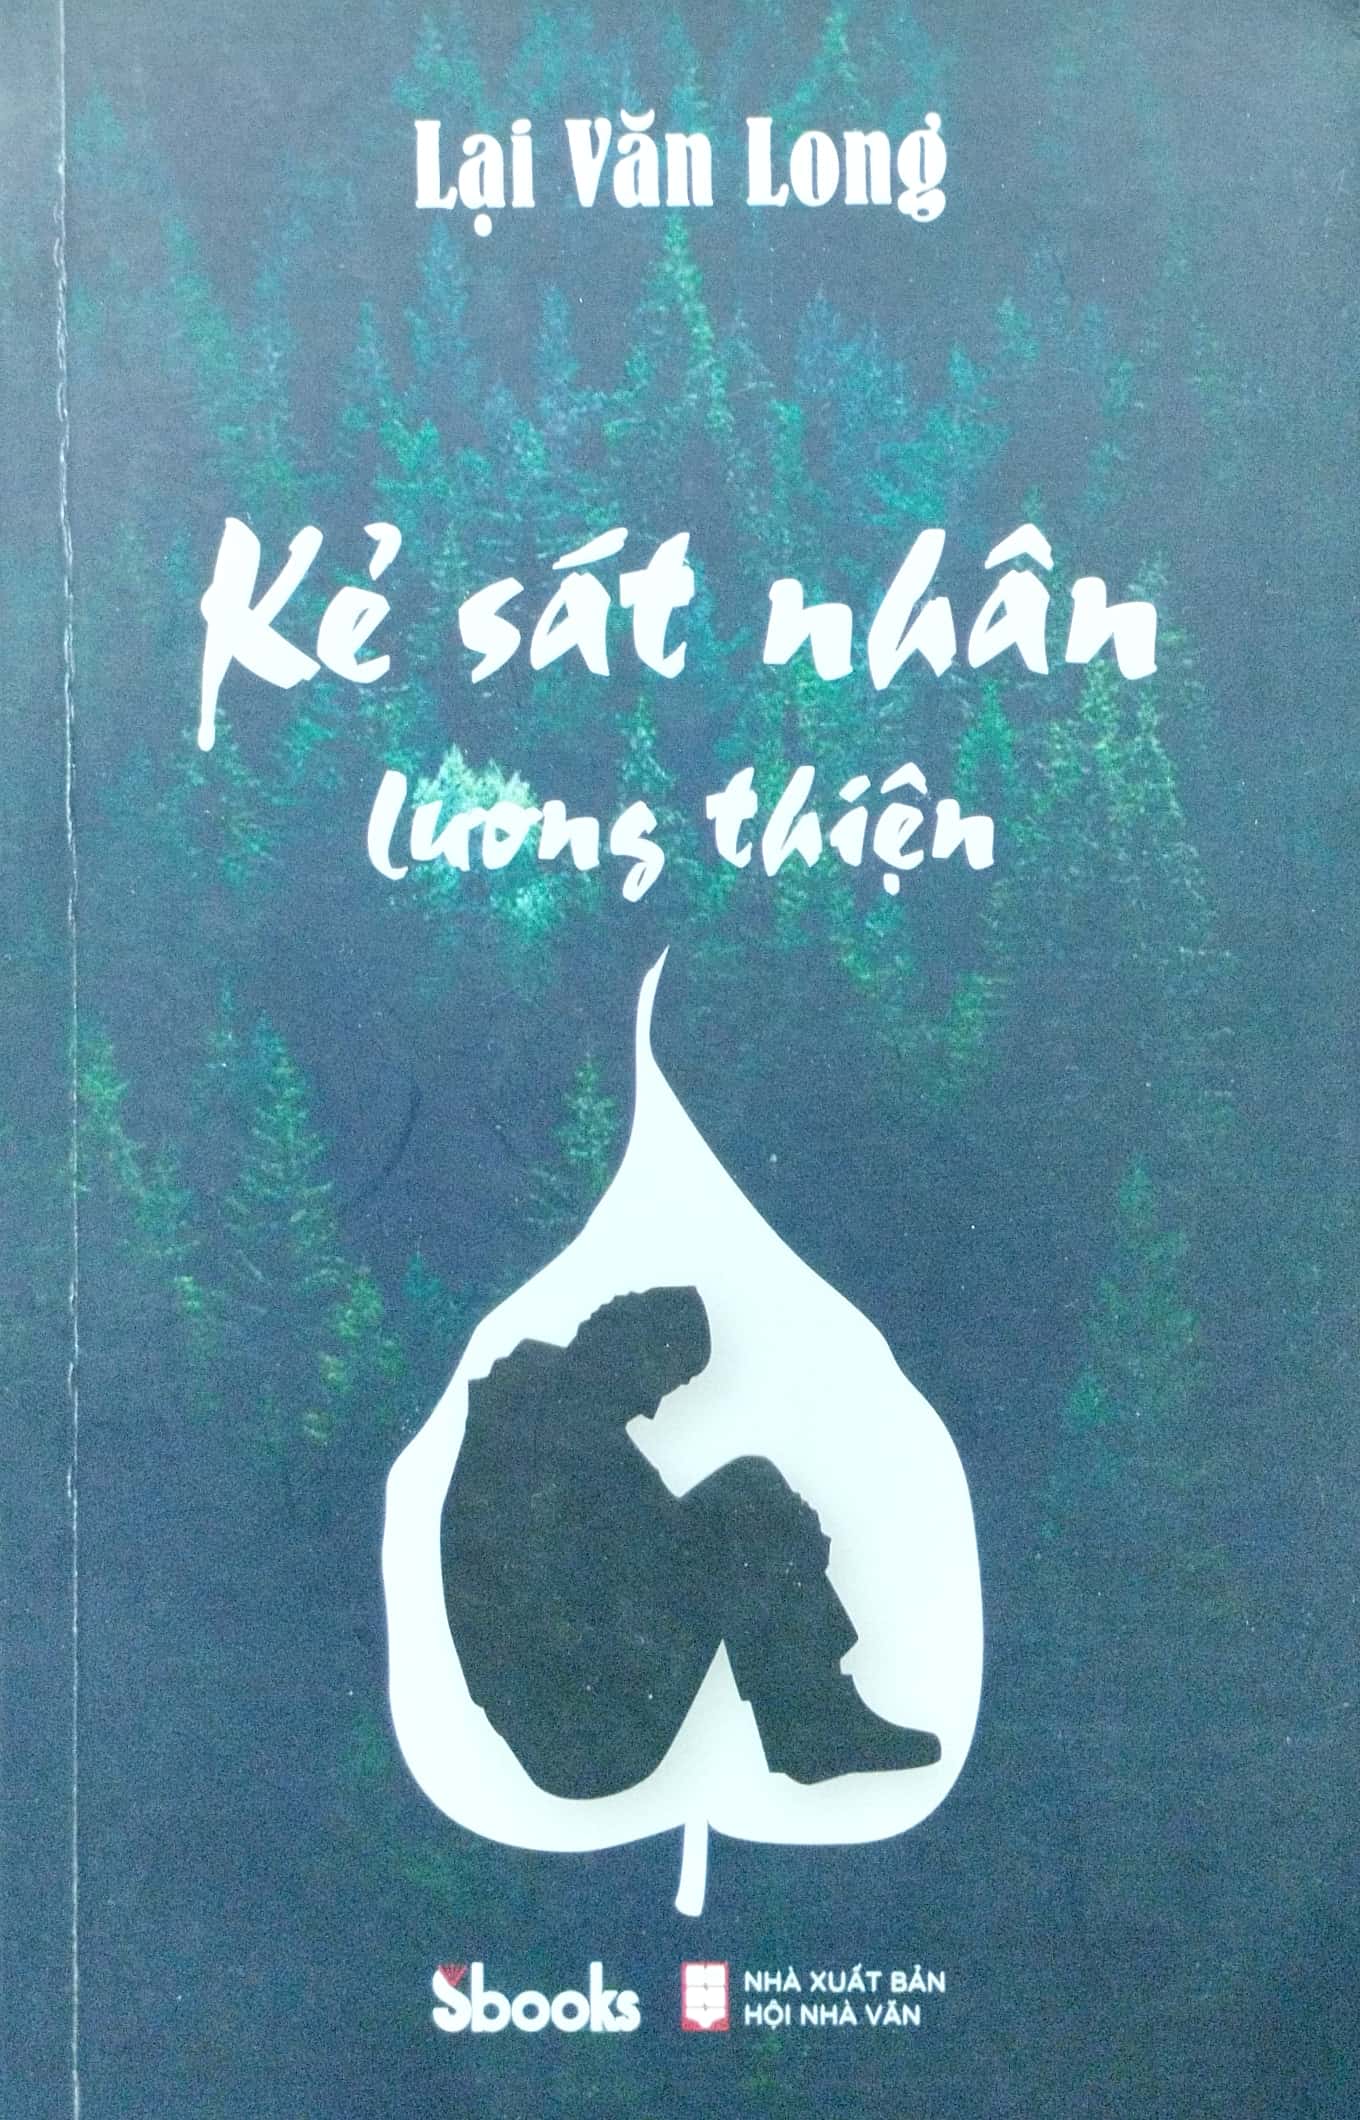 Lại Văn Long
Kẻ sát nhân
lương thiện
Sbooks
NHÀ XUẤT BẢN
HỘI NHÀ VĂN